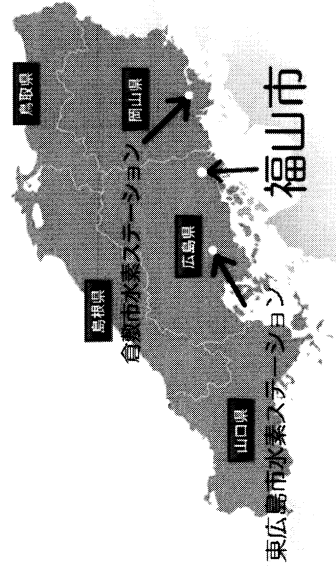 鳥取県
岡山県
島根県
倉敷市水素ステーション
広島県
福山市
山口県
東広島市水素ステーション